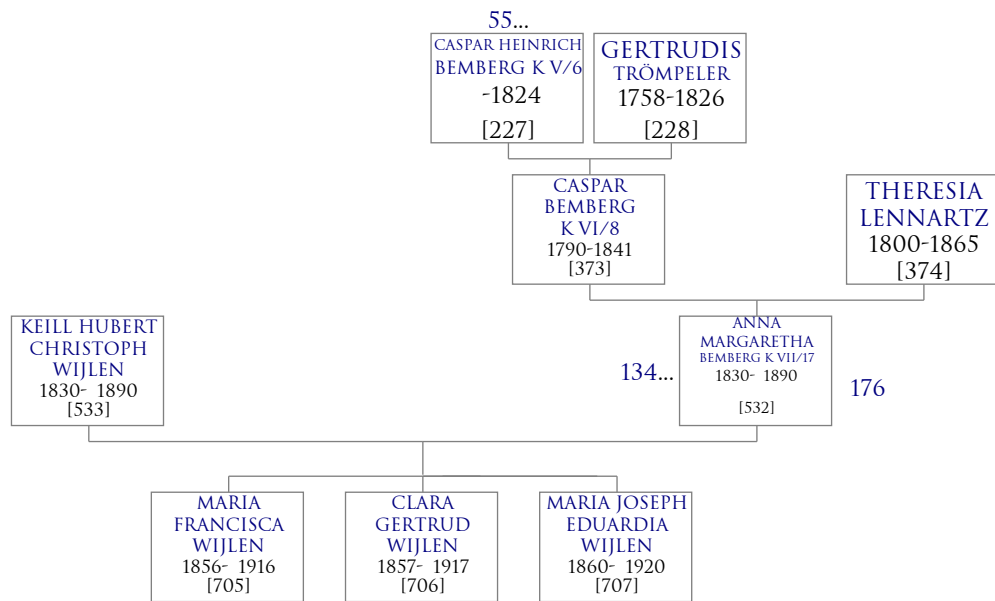 55...
CASPAR HEINRICH
BEMBERG K V/6
-1824
[227]
GERTRUDIS
TRÖMPELER
1758-1826
[228]
CASPAR
BEMBERG
K VI/8
1790-1841
[373]
THERESIA
LENNARTZ
1800-1865
[374]
KEILL HUBERT
CHRISTOPH
WIJLEN
1830- 1890
[533]
134...
ANNA
MARGARETHA
BEMBERG K VII/17
1830- 1890
[532]
176
MARIA
FRANCISCA
WIJLEN
1856- 1916
[705]
CLARA
GERTRUD
WIJLEN
1857- 1917
[706]
MARIA JOSEPH
EDUARDIA
WIJLEN
1860- 1920
[707]